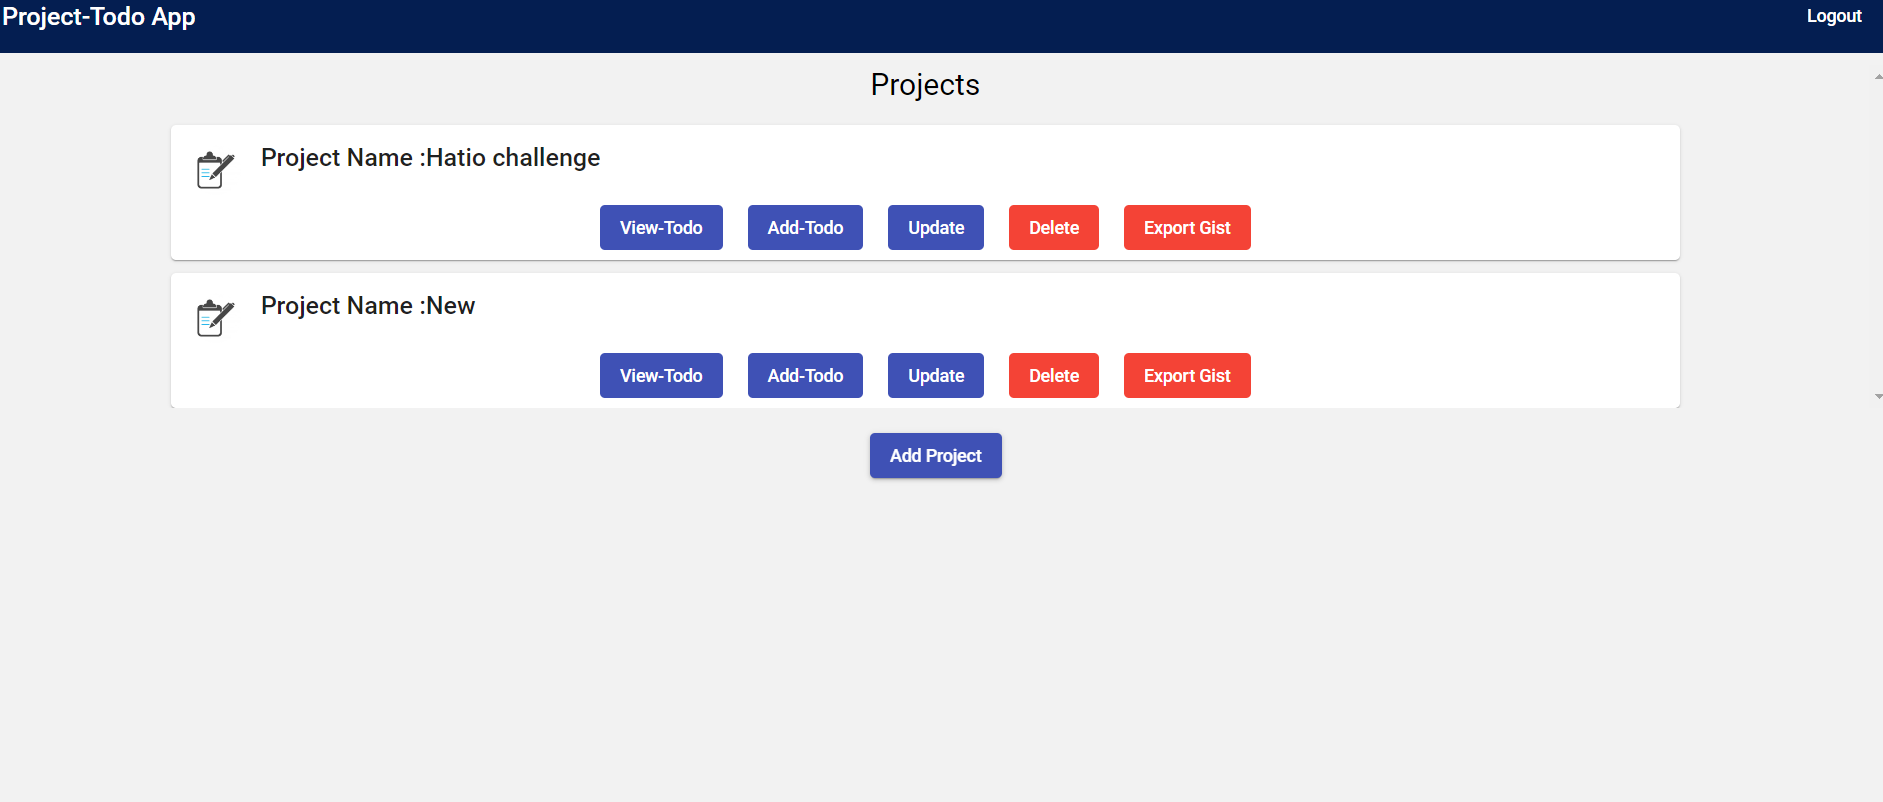 Project-Todo App Logout
Projects
Project Name :Hatio challenge
View-Todo Add-Todo Update Delete Export Gist
Project Name :New
View-Todo Add-Todo Update Delete Export Gist
Add Project